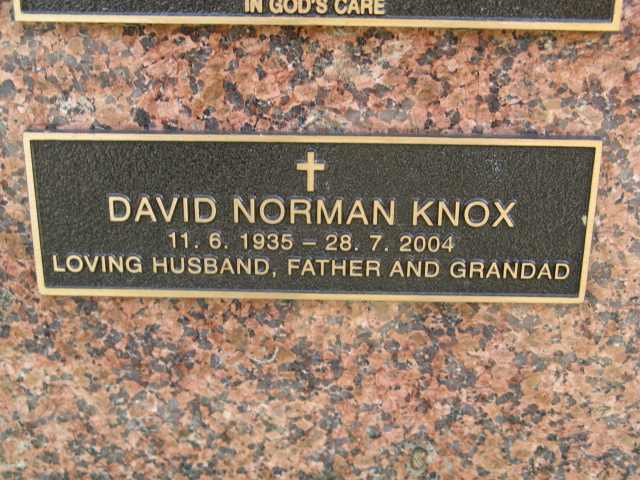 IN GOD'S CARE
DAVID NORMAN KNOX
11. 6. 1935 – 28. 7. 2004
LOVING HUSBAND, FATHER AND GRANDAD